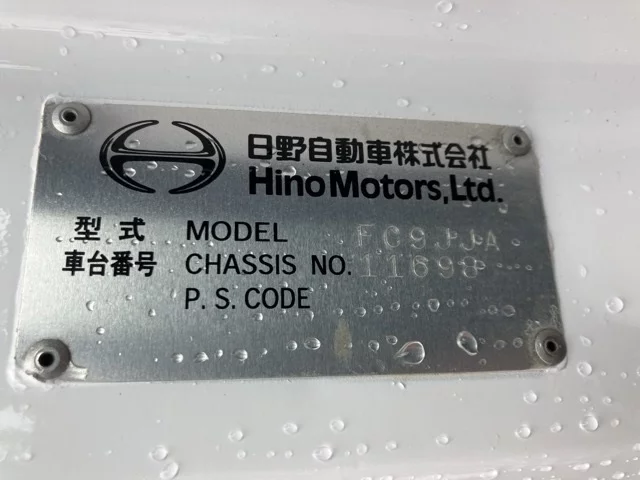 日野自動車株式会社
Hino Motors, Ltd.
型式 MODEL FC9JJA
車台番号 CHASSIS NO. 11698
P. S. CODE